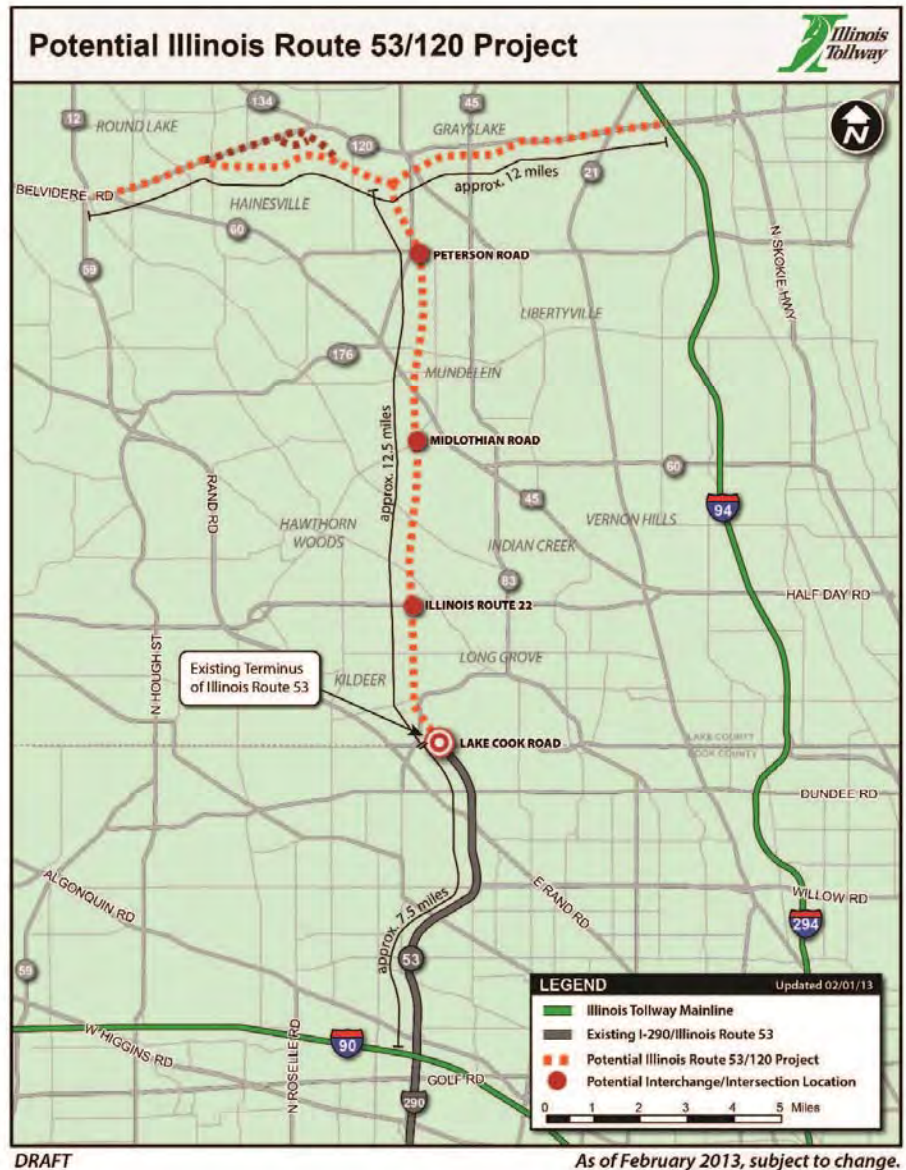 Potential Illinois Route 53/120 Project
Illinois
Tollway
134
45
12
ROUND LAKE
GRAYSLAKE
N
120
21
approx. 12 miles
BELVIDERE RD
HAINESVILLE
60
N SKOKIE HWY
PETERSON ROAD
59
LIBERTYVILLE
176
MUNDELEIN
approx. 12.5 miles
MIDLOTHIAN ROAD
60
RAND RD
45
94
HAWTHORN
WOODS
VERNON HILLS
INDIAN CREEK
83
HALF DAY RD
ILLINOIS ROUTE 22
N HOUGH ST
LONG GROVE
Existing Terminus
of Illinois Route 53
KILDEER
LAKE COOK ROAD
LAKE COUNTY
COOK COUNTY
DUNDEE RD
ALGONQUIN RD
E RAND RD
WILLOW RD
approx. 7.5 miles
294
53
59
LEGEND
Updated 02/01/13
Illinois Tollway Mainline
Existing I-290/Illinois Route 53
Potential Illinois Route 53/120 Project
Potential Interchange/Intersection Location
0 1 2 3 4 5 Miles
W HIGGINS RD
N ROSELLE RD
90
GOLF RD
290
DRAFT
As of February 2013, subject to change.